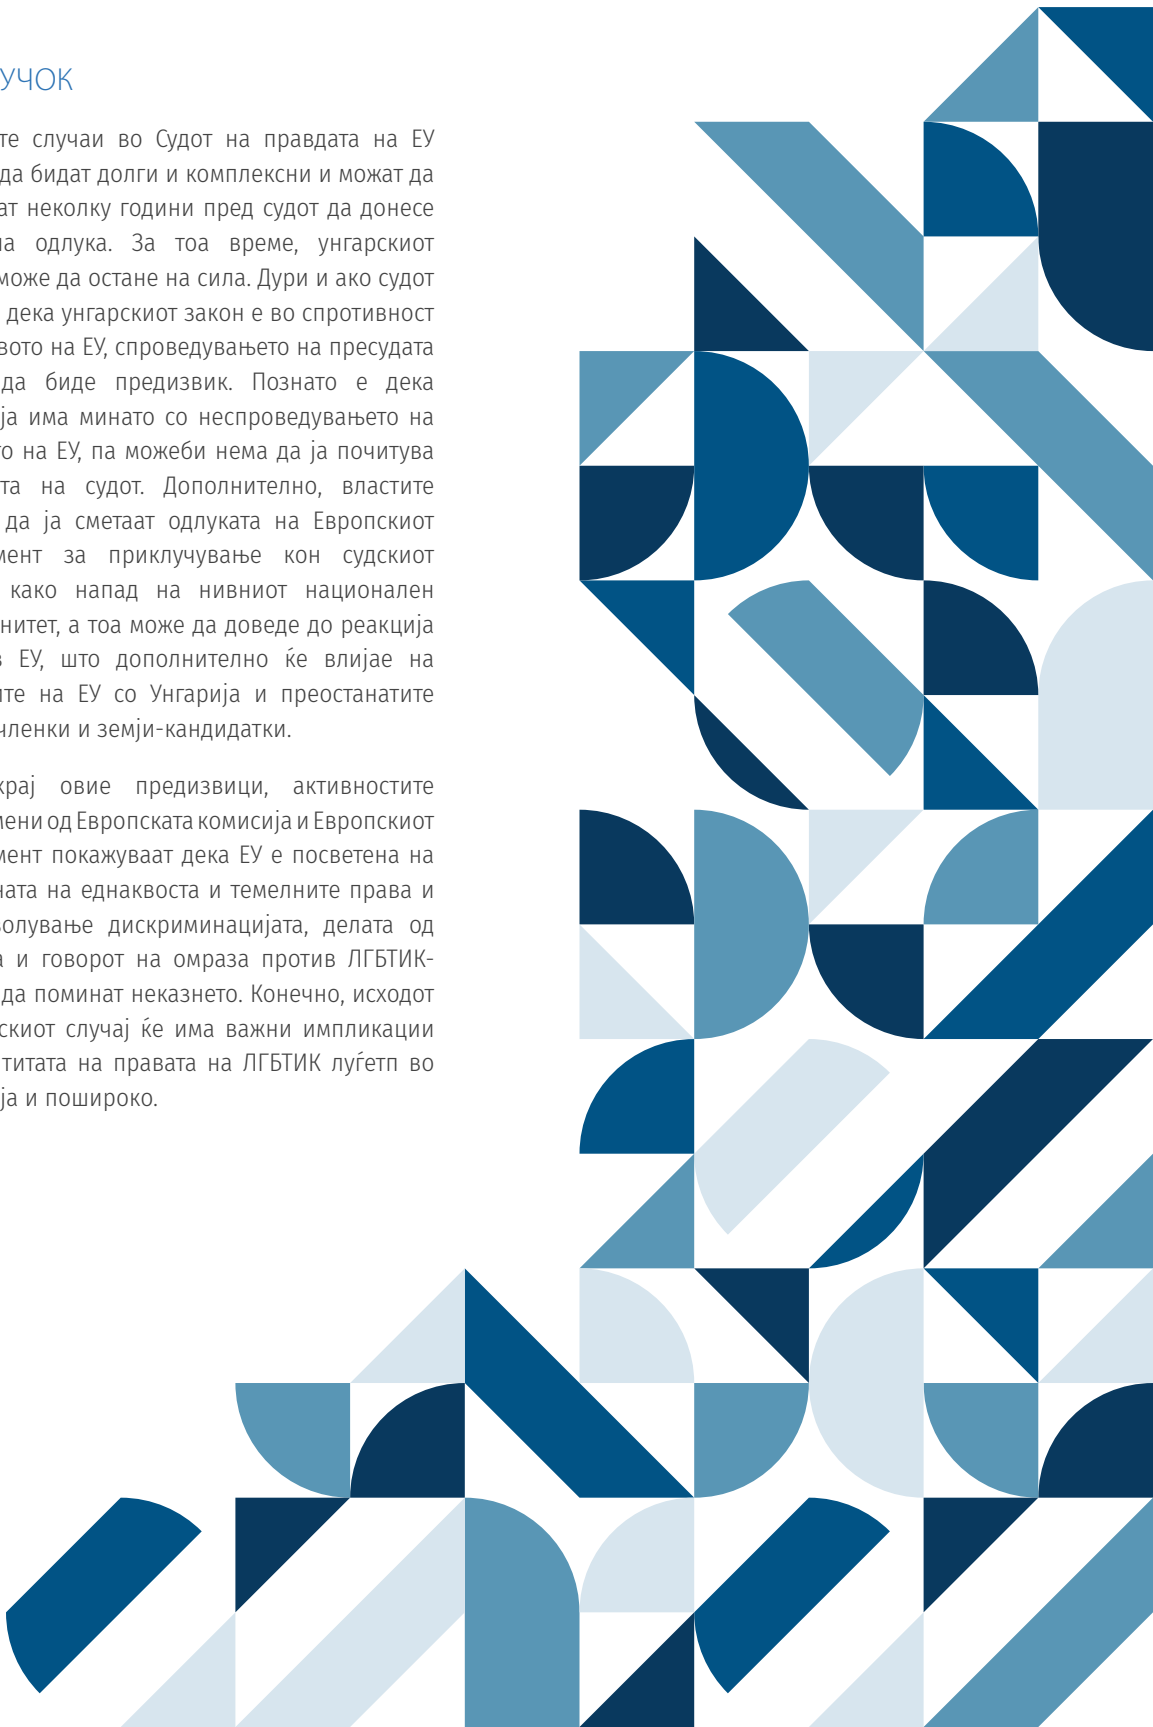 УЧОК
те случаи во Судот на правдата на ЕУ
да бидат долги и комплексни и можат да
ат неколку години пред судот да донесе
на одлука. За тоа време, унгарскиот
може да остане на сила. Дури и ако судот
дека унгарскиот закон е во спротивност
вото на ЕУ, спроведувањето на пресудата
да биде предизвик. Познато е дека
ја има минато со неспроведувањето на
о на ЕУ, па можеби нема да ја почитува
та на судот. Дополнително, властите
да ја сметаат одлуката на Европскиот
мент за приклучување кон судскиот
како напад на нивниот национален
нитет, а тоа може да доведе до реакција
в ЕУ, што дополнително ќе влијае на
ите на ЕУ со Унгарија и преостанатите
членки и земји-кандидатки.
крај овие предизвици, активностите
мени од Европската комисија и Европскиот
мент покажуваат дека ЕУ е посветена на
ната на еднаквоста и темелните права и
волување дискриминацијата, делата од
а и говорот на омраза против ЛГБТИК-
да поминат неказнето. Конечно, исходот
скиот случај ќе има важни импликации
титата на правата на ЛГБТИК луѓетп во
ја и пошироко.